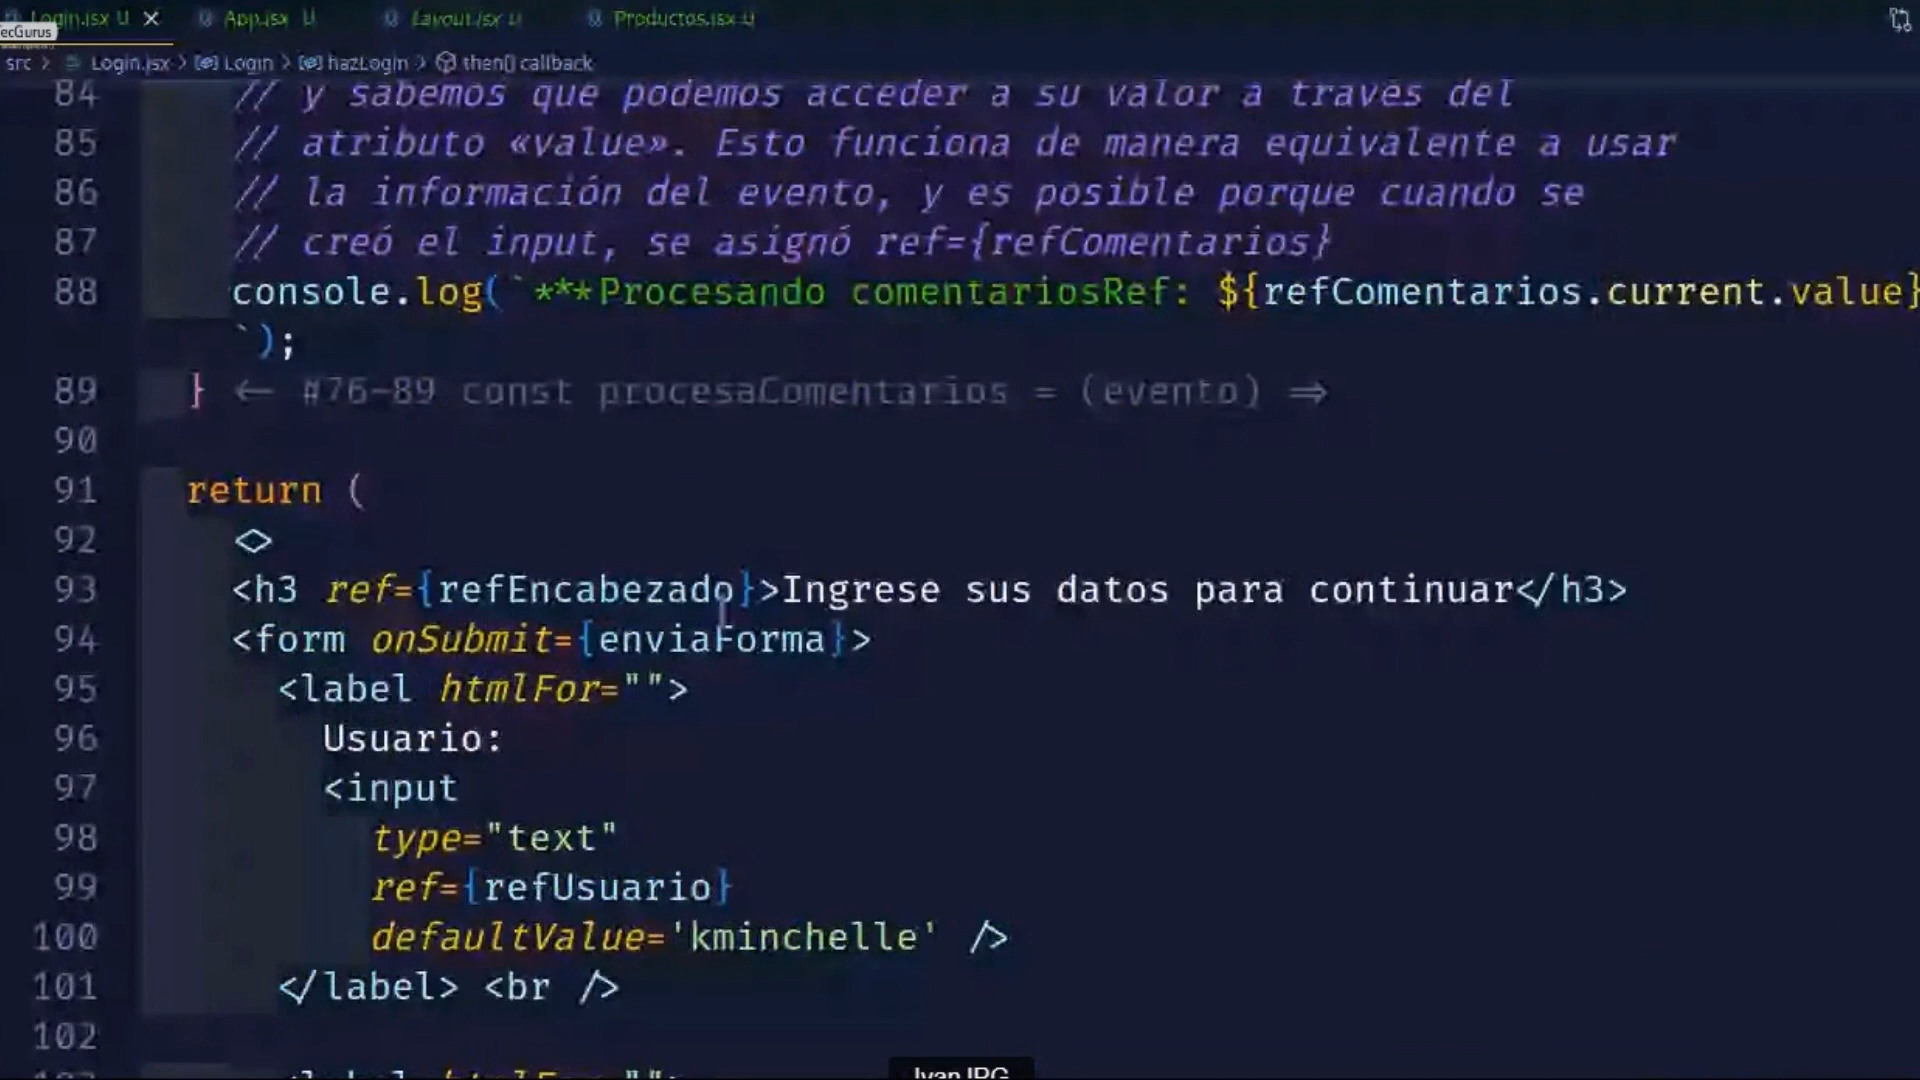 Login.jsx U × App.jsx U Layout.jsx U Productos.jsx U
ecGurus
src > Login.jsx > Login > hazLogin > then() callback
84 // y sabemos que podemos acceder a su valor a través del
85 // atributo «value». Esto funciona de manera equivalente a usar
86 // la información del evento, y es posible porque cuando se
87 // creó el input, se asignó ref={refComentarios}
88 console.log(`***Procesando comentariosRef: ${refComentarios.current.value}
`);
89 } <- #76-89 const procesaComentarios = (evento) =>
90
91 return (
92 <>
93 <h3 ref={refEncabezado}>Ingrese sus datos para continuar</h3>
94 <form onSubmit={enviaForma}>
95 <label htmlFor="">
96 Usuario:
97 <input
98 type="text"
99 ref={refUsuario}
100 defaultValue='kminchelle' />
101 </label> <br />
102